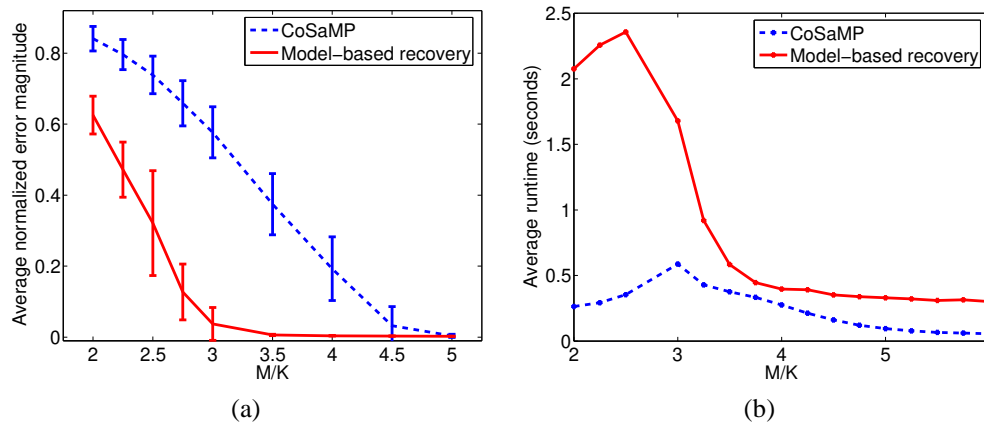 Average normalized error magnitude
0.8
0.6
0.4
0.2
0
2 2.5 3 3.5 4 4.5 5
M/K
CoSaMP
Model−based recovery
(a)
Average runtime (seconds)
2.5
2
1.5
1
0.5
0
2 3 4 5
M/K
CoSaMP
Model−based recovery
(b)